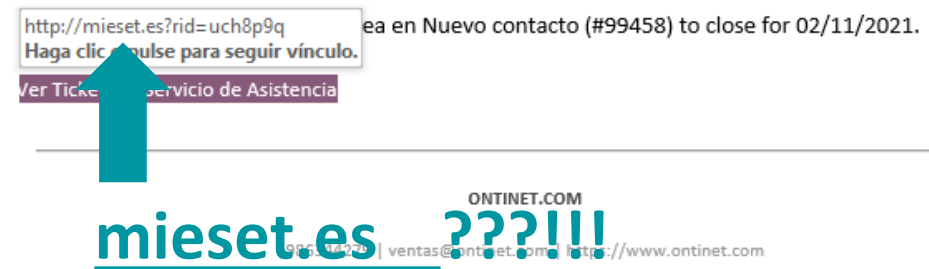 http://mieset.es?rid=uch8p9q ea en Nuevo contacto (#99458) to close for 02/11/2021.
Haga clic pulse para seguir vínculo.
Ver Servicio de Asistencia
ONTINET.COM
mieset.es ???!!!
| ventas@ontinet.com | https://www.ontinet.com